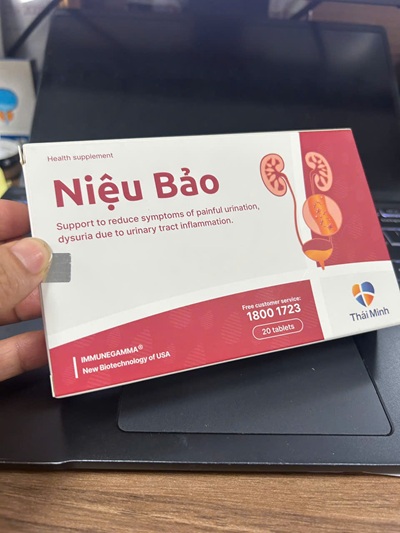 Health supplement
Niệu Bảo
Support to reduce symptoms of painful urination,
dysuria due to urinary tract inflammation.
IMMUNEGAMMA®
New Biotechnology of USA
Free customer service:
1800 1723
20 tablets
Thái Minh